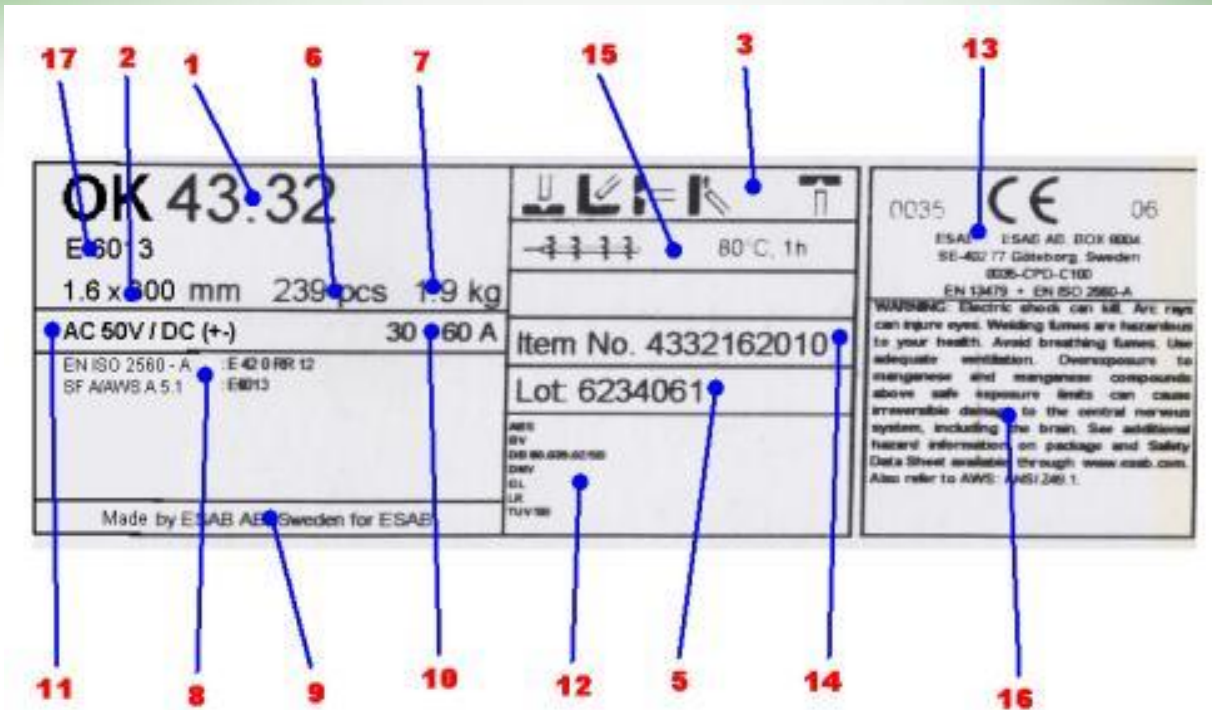 17 2 1 6 7 15 3 13
OK 43.32
E 6013
1.6 x 300 mm 239 pcs 1.9 kg
AC 50V / DC (+-) 30 60 A
EN ISO 2560 - A : E 42 0 RR 12
SF A/AWS A 5.1 : E6013
Made by ESAB AB, Sweden for ESAB
80°C, 1h
Item No. 4332162010
Lot: 6234061
ABS
BV
DNV
GL
LR
0035 CE 06
ESAB ESAB AB, BOX 8004
SE-402 77 Göteborg, Sweden
0035-CPD-C100
EN 13479 + EN ISO 2560-A
WARNING: Electric shock can kill. Arc rays
can injure eyes. Welding fumes are hazardous
to your health. Avoid breathing fumes. Use
adequate ventilation. Overexposure to
manganese and manganese compounds
above safe exposure limits can cause
irreversible damage to the central nervous
system, including the brain. See additional
hazard information on package and Safety
Data Sheet available through www.esab.com.
Also refer to AWS: ANSI Z49.1.
11 8 9 10 12 5 14 16